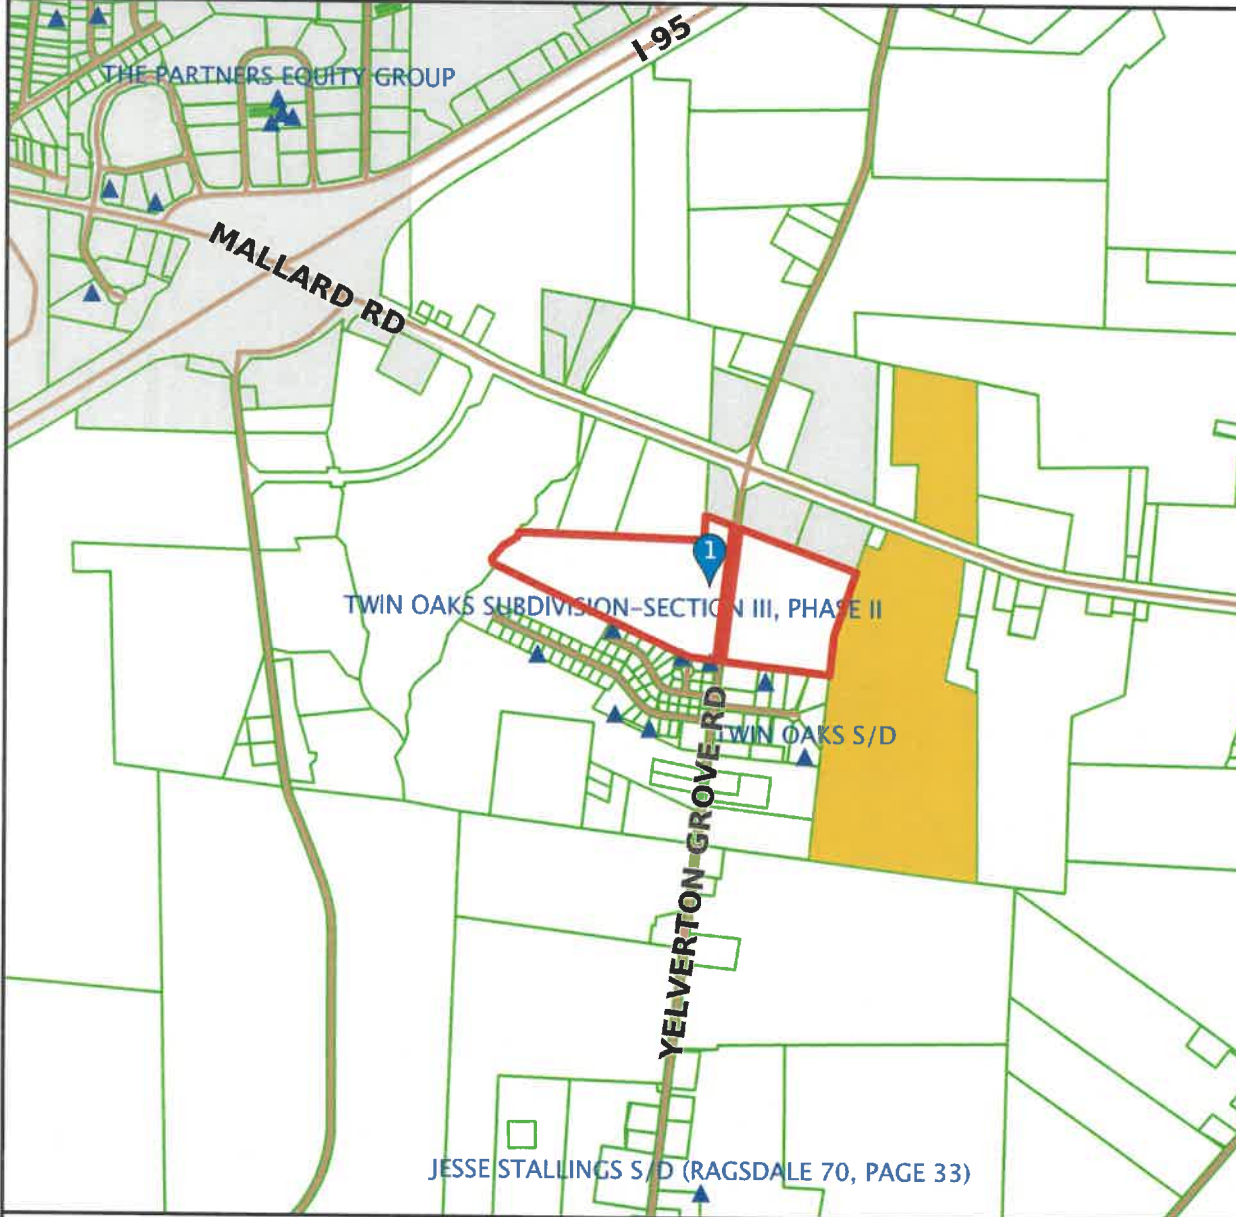 I-95
THE PARTNERS EQUITY GROUP
MALLARD RD
1
TWIN OAKS SUBDIVISION-SECTION III, PHASE II
TWIN OAKS S/D
YELVERTON GROVE RD
JESSE STALLINGS S/D (RAGSDALE 70, PAGE 33)